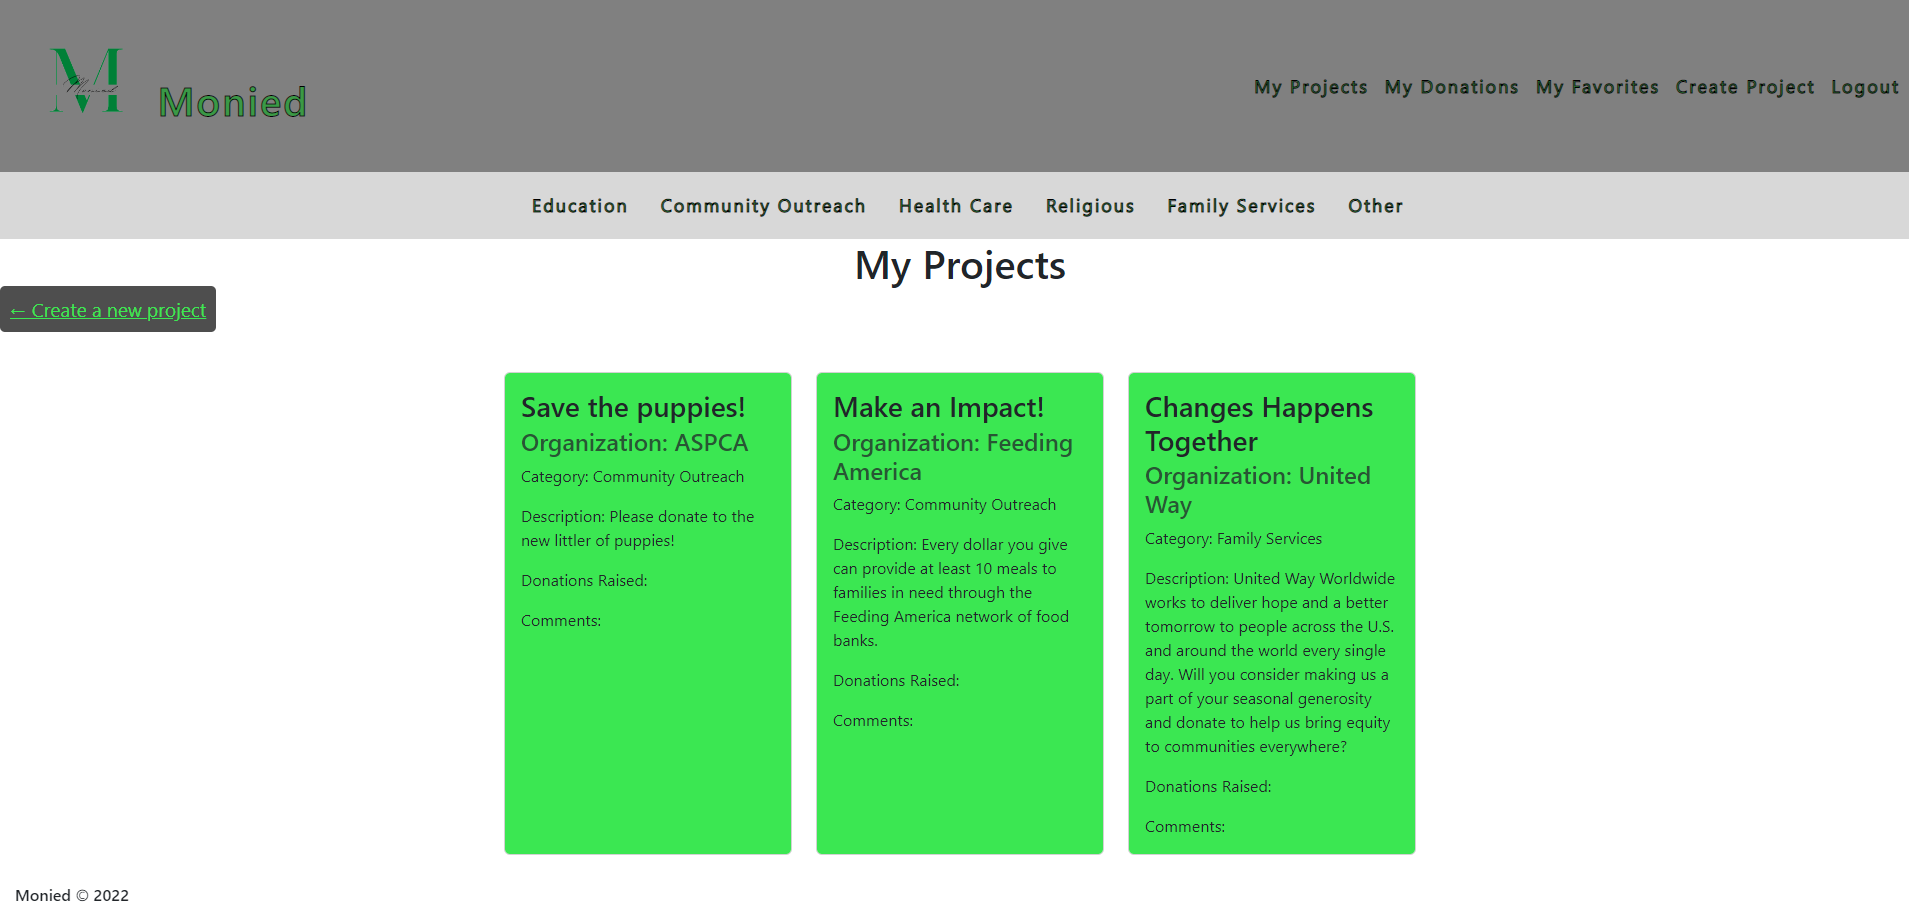 M
Monied
Monied
My Projects My Donations My Favorites Create Project Logout
Education Community Outreach Health Care Religious Family Services Other
My Projects
← Create a new project
Save the puppies!
Organization: ASPCA
Category: Community Outreach
Description: Please donate to the
new littler of puppies!
Donations Raised:
Comments:
Make an Impact!
Organization: Feeding
America
Category: Community Outreach
Description: Every dollar you give
can provide at least 10 meals to
families in need through the
Feeding America network of food
banks.
Donations Raised:
Comments:
Changes Happens
Together
Organization: United
Way
Category: Family Services
Description: United Way Worldwide
works to deliver hope and a better
tomorrow to people across the U.S.
and around the world every single
day. Will you consider making us a
part of your seasonal generosity
and donate to help us bring equity
to communities everywhere?
Donations Raised:
Comments:
Monied © 2022